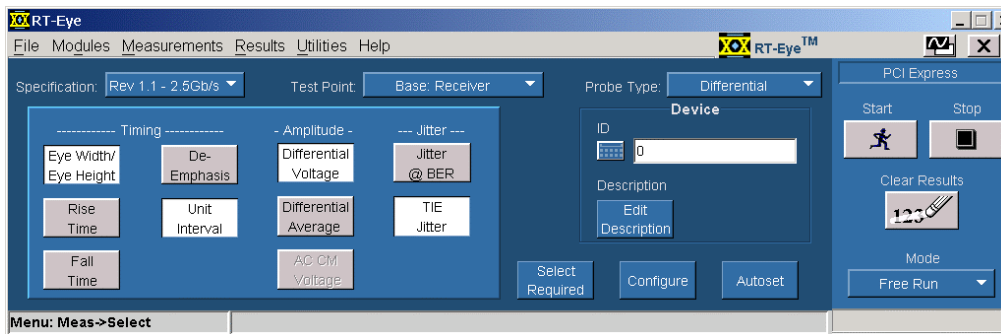 RT-Eye
File Modules Measurements Results Utilities Help
RT-Eye™
Specification: Rev 1.1 - 2.5Gb/s
Test Point: Base: Receiver
Probe Type: Differential
PCI Express
------------ Timing ------------
- Amplitude -
--- Jitter ---
Eye Width/
Eye Height
De-
Emphasis
Differential
Voltage
Jitter
@ BER
Rise
Time
Unit
Interval
Differential
Average
TIE
Jitter
Fall
Time
AC CM
Voltage
Device
ID
0
Description
Edit
Description
Select
Required
Configure
Autoset
Start
Stop
Clear Results
123
Mode
Free Run
Menu: Meas->Select